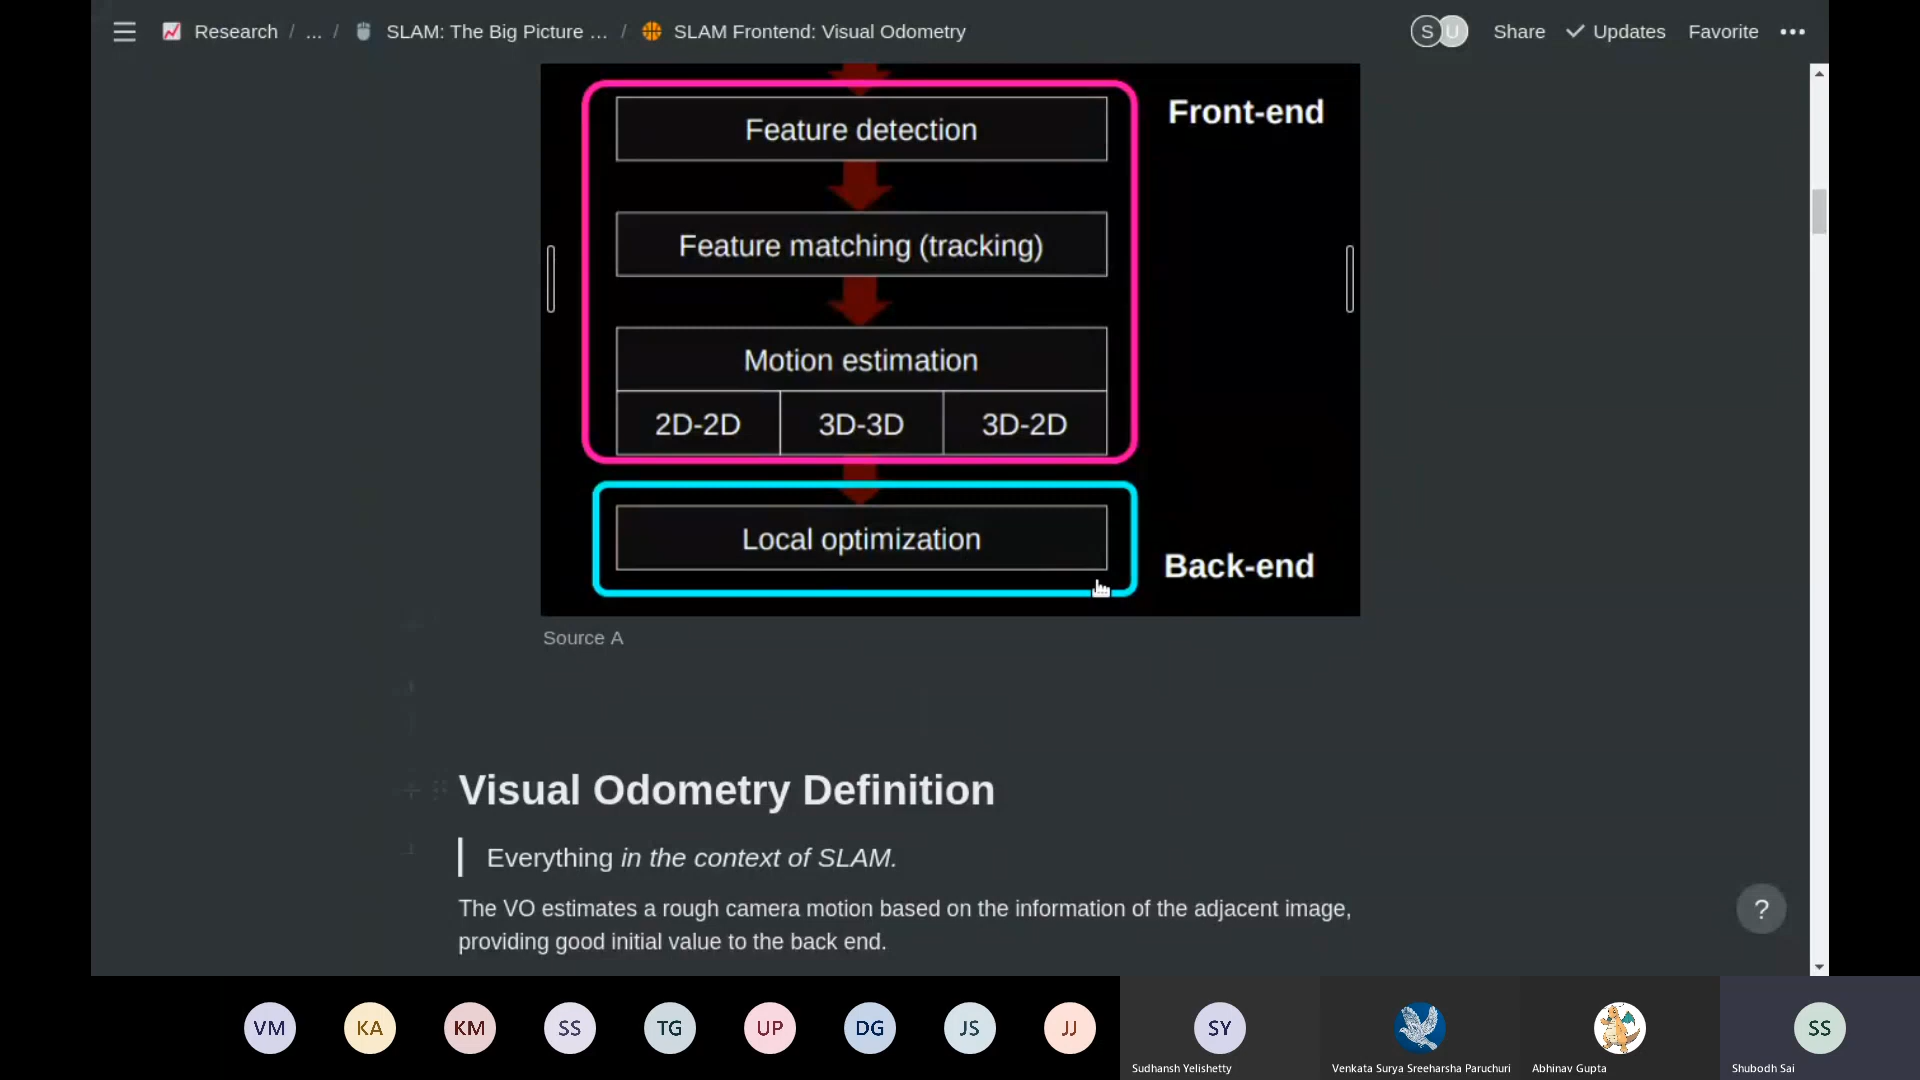 Research / ... / SLAM: The Big Picture ... / SLAM Frontend: Visual Odometry
S U Share Updates Favorite •••
Feature detection
Front-end
Feature matching (tracking)
Motion estimation
2D-2D 3D-3D 3D-2D
Local optimization
Back-end
Source A
Visual Odometry Definition
Everything in the context of SLAM.
The VO estimates a rough camera motion based on the information of the adjacent image,
providing good initial value to the back end.
?
VM KA KM SS TG UP DG JS JJ SY SS
Sudhansh Yelishetty Venkata Surya Sreeharsha Paruchuri Abhinav Gupta Shubodh Sai